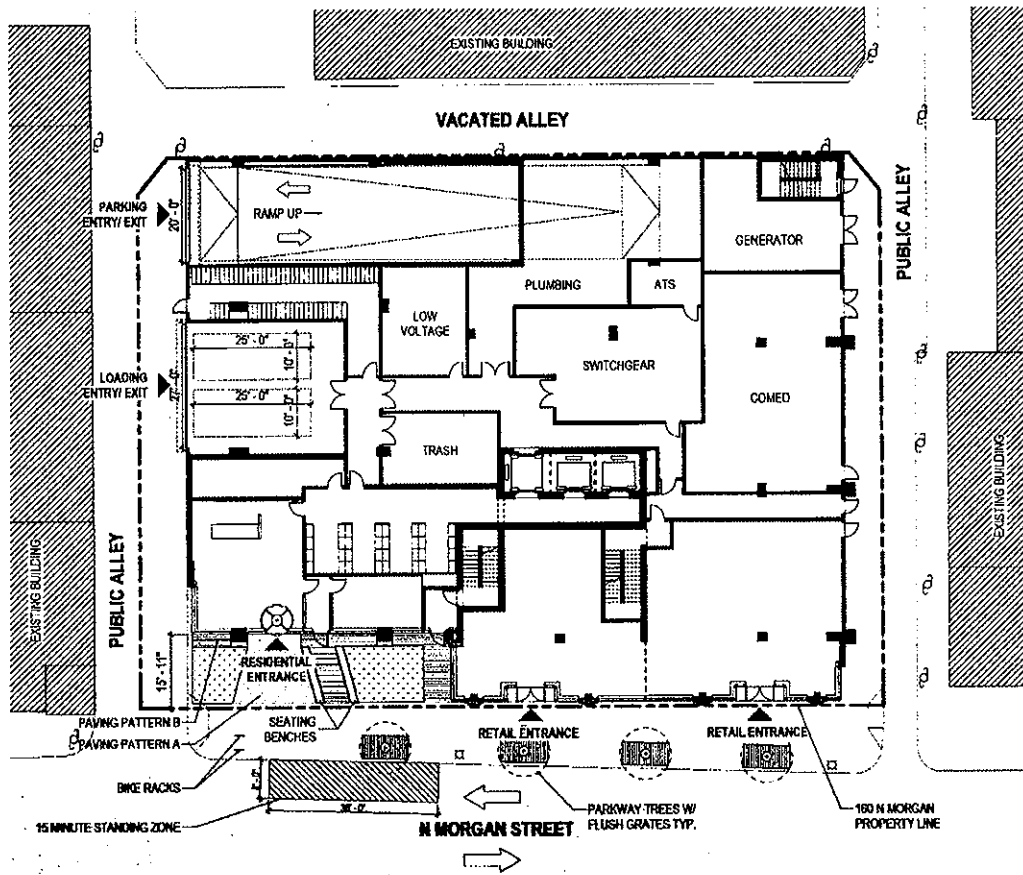 EXISTING BUILDING
VACATED ALLEY
PARKING
ENTRY/ EXIT
20' - 0"
RAMP UP
GENERATOR
PUBLIC ALLEY
PLUMBING
ATS
LOW
VOLTAGE
SWITCHGEAR
COMED
25' - 0"
10' - 0"
LOADING
ENTRY/ EXIT
25' - 0"
10' - 0"
TRASH
EXISTING BUILDING
EXISTING BUILDING
PUBLIC ALLEY
15' - 11"
RESIDENTIAL
ENTRANCE
PAVING PATTERN B
PAVING PATTERN A
SEATING
BENCHES
RETAIL ENTRANCE
RETAIL ENTRANCE
BIKE RACKS
15 MINUTE STANDING ZONE
N MORGAN STREET
PARKWAY TREES W/
FLUSH GRATES TYP.
160 N MORGAN
PROPERTY LINE